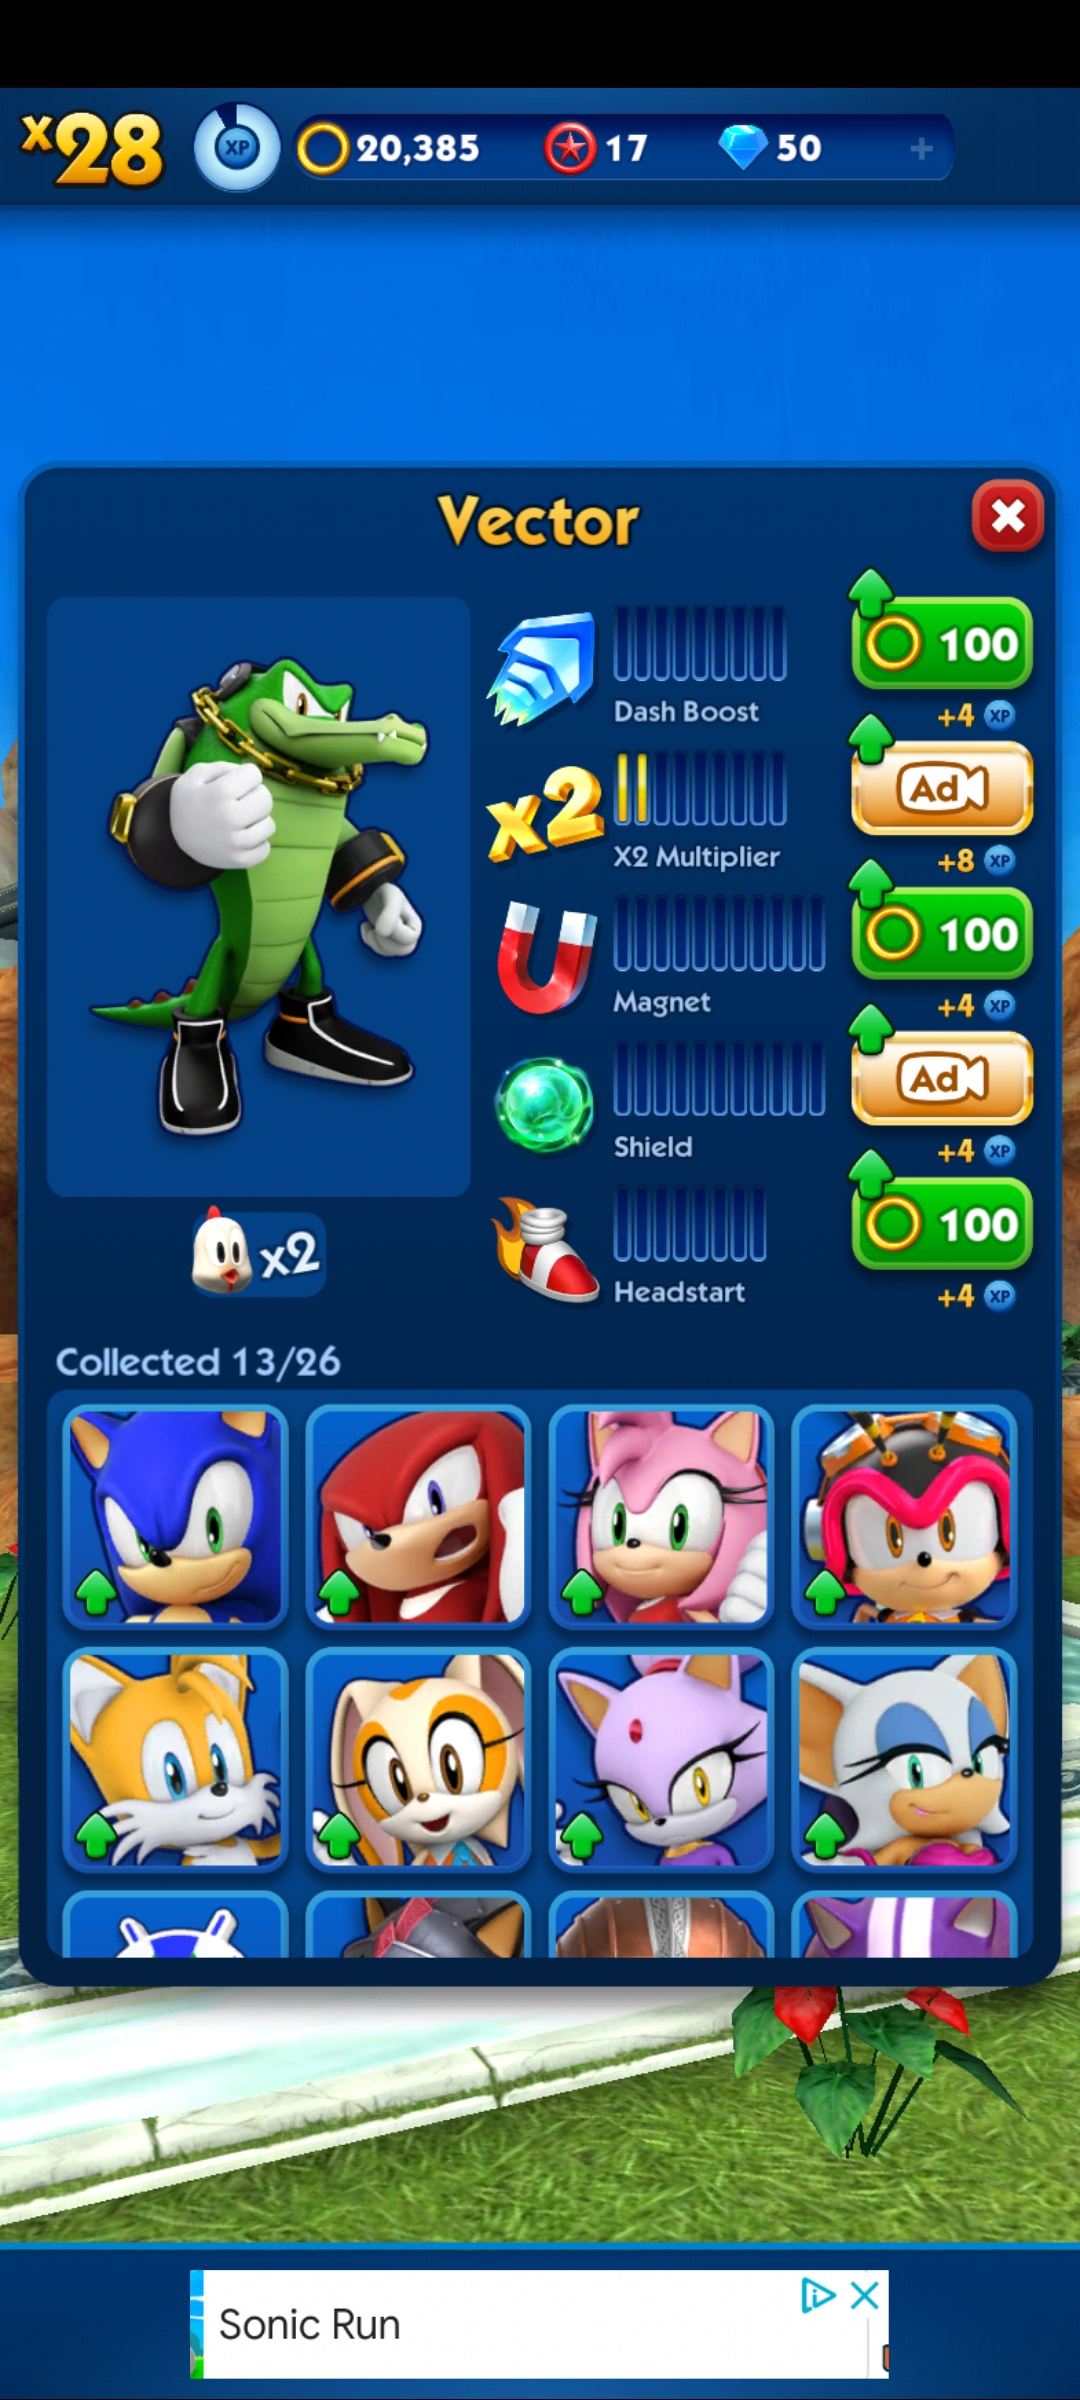 x28 XP 20,385 17 50 +
Vector
100
Dash Boost
+4 XP
x2
Ad
X2 Multiplier
+8 XP
100
Magnet
+4 XP
Ad
Shield
+4 XP
x2
100
Headstart
+4 XP
Collected 13/26
Sonic Run